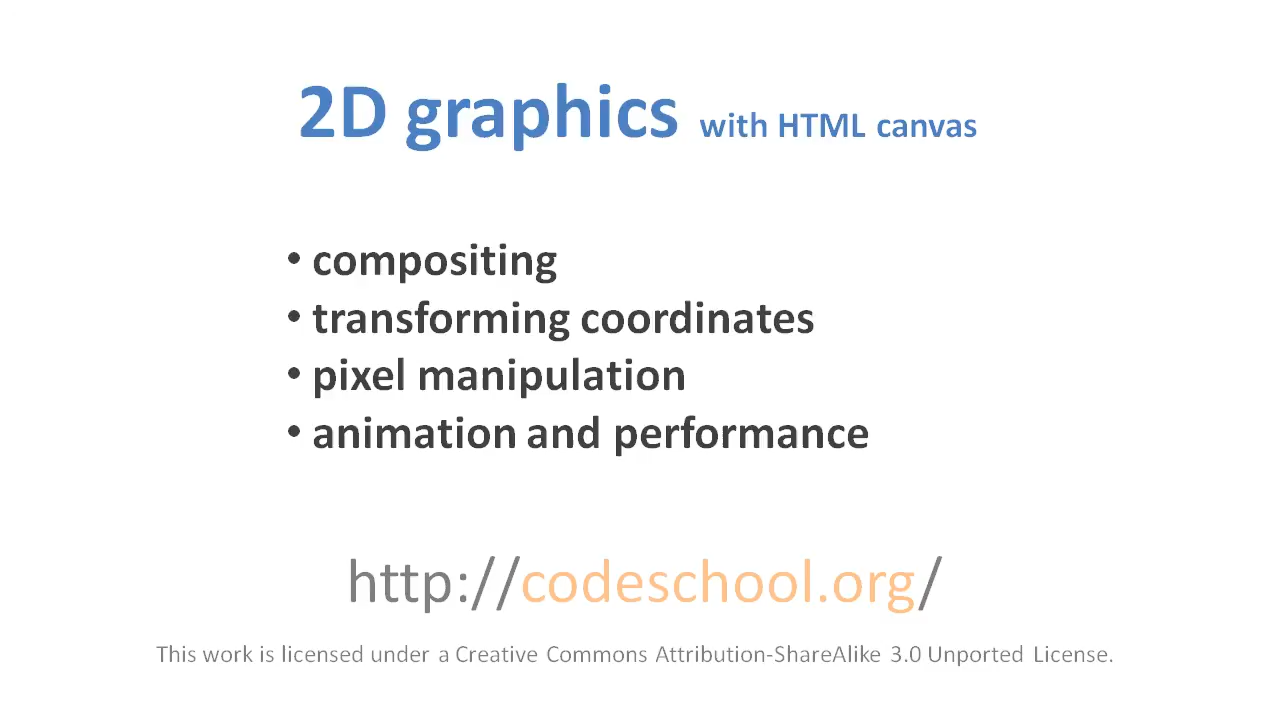 2D graphics with HTML canvas
• compositing
• transforming coordinates
• pixel manipulation
• animation and performance
http://codeschool.org/
This work is licensed under a Creative Commons Attribution-ShareAlike 3.0 Unported License.